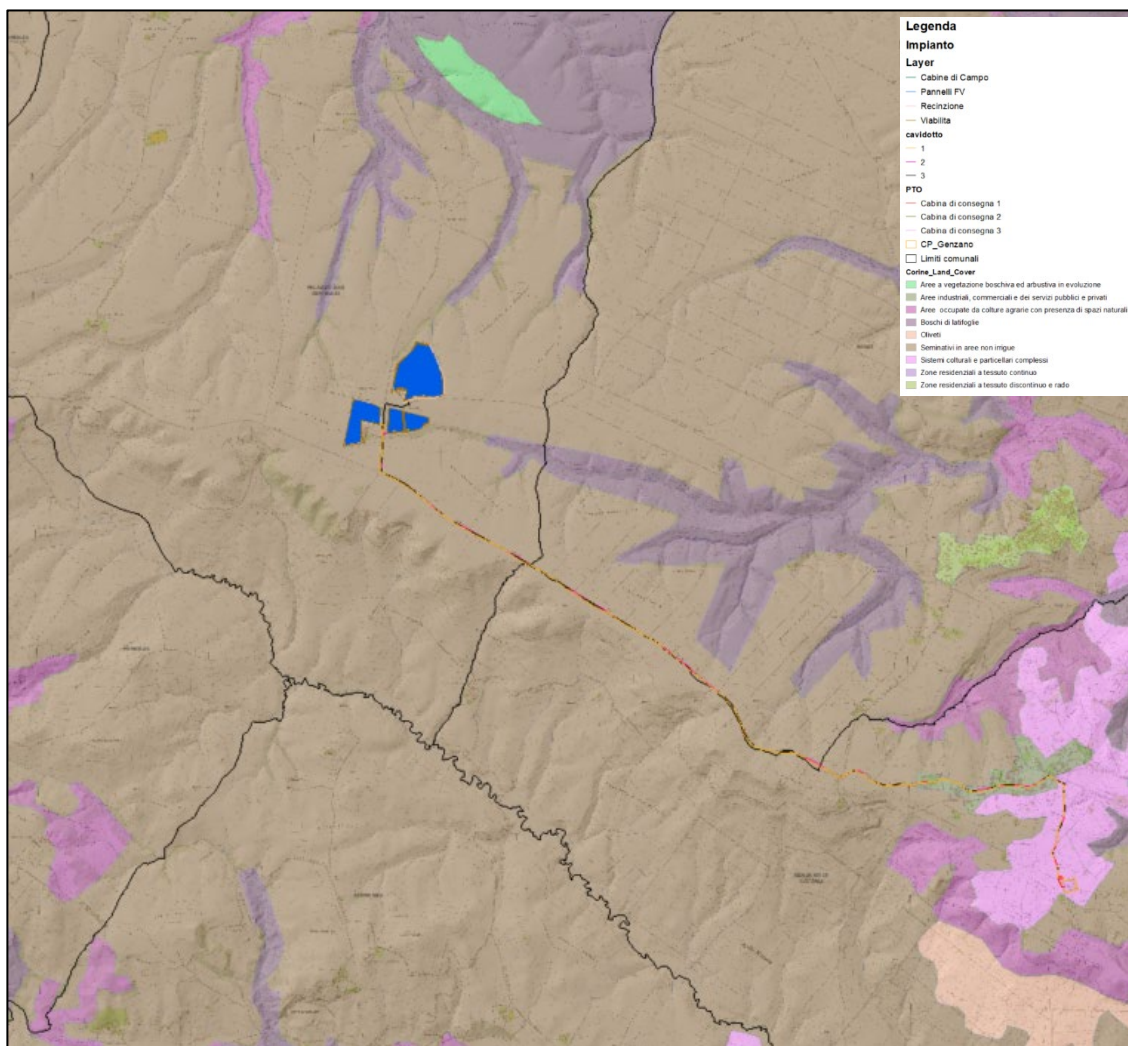 Legenda
Impianto
Layer
Cabine di Campo
Pannelli FV
Recinzione
Viabilita
cavidotto
1
2
3
PTO
Cabina di consegna 1
Cabina di consegna 2
Cabina di consegna 3
CP_Genzano
Limiti comunali
Corine_Land_Cover
Aree a vegetazione boschiva ed arbustiva in evoluzione
Aree industriali, commerciali e dei servizi pubblici e privati
Aree occupate da colture agrarie con presenza di spazi naturali
Boschi di latifoglie
Oliveti
Seminativi in aree non irrigue
Sistemi colturali e particellari complessi
Zone residenziali a tessuto continuo
Zone residenziali a tessuto discontinuo e rado